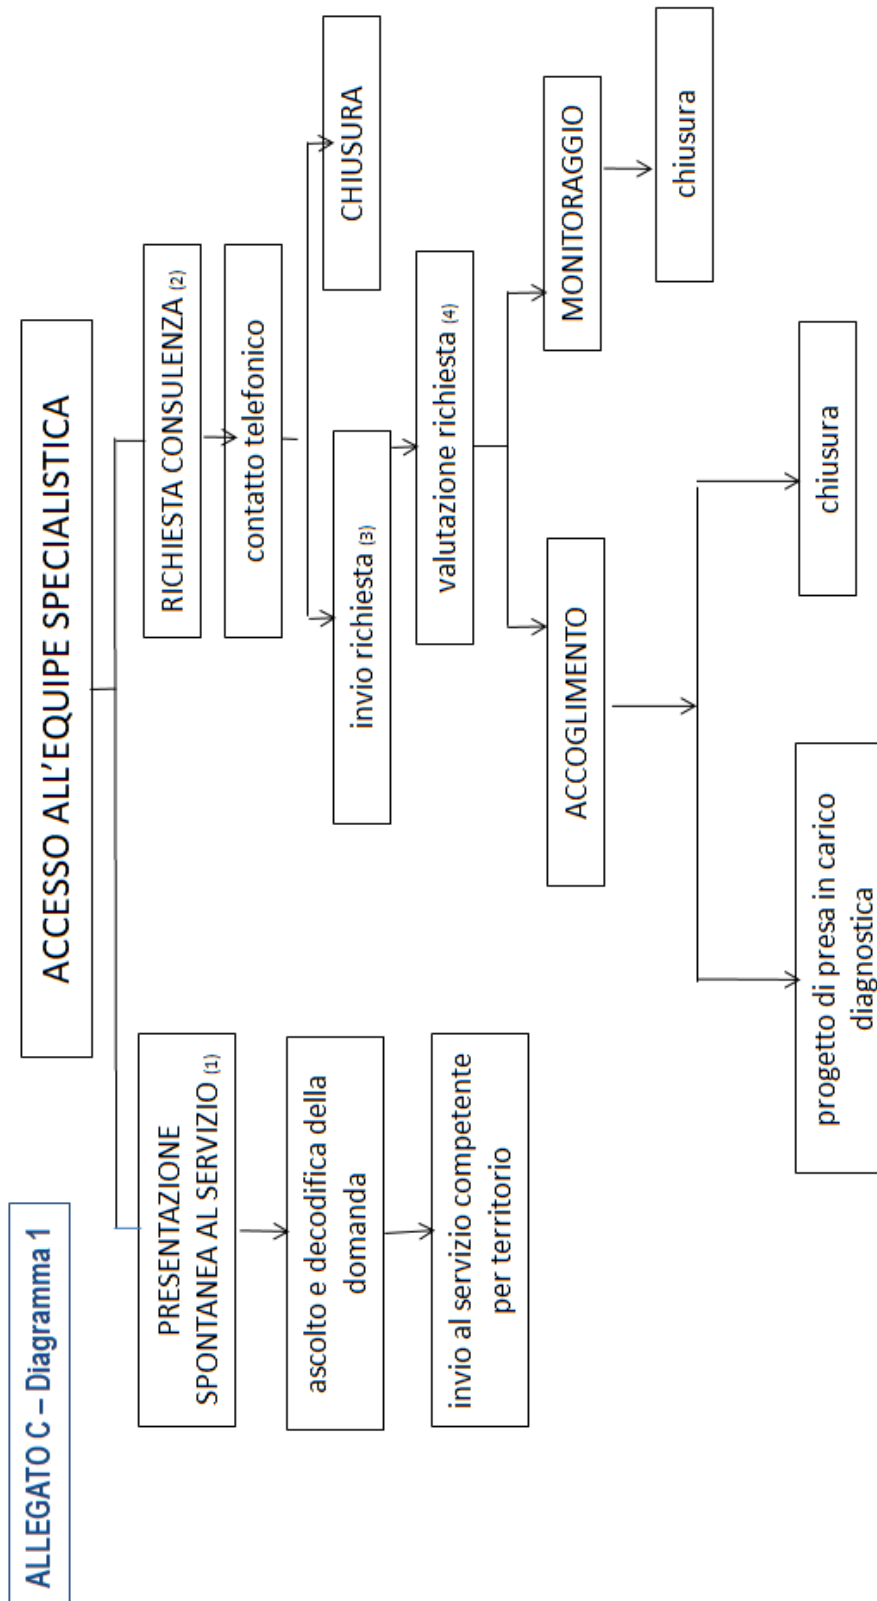 ALLEGATO C – Diagramma 1
ACCESSO ALL'EQUIPE SPECIALISTICA
PRESENTAZIONE
SPONTANEA AL SERVIZIO (1)
ascolto e decodifica della
domanda
invio al servizio competente
per territorio
RICHIESTA CONSULENZA (2)
contatto telefonico
invio richiesta (3)
CHIUSURA
valutazione richiesta (4)
ACCOGLIMENTO
MONITORAGGIO
chiusura
progetto di presa in carico
diagnostica
chiusura